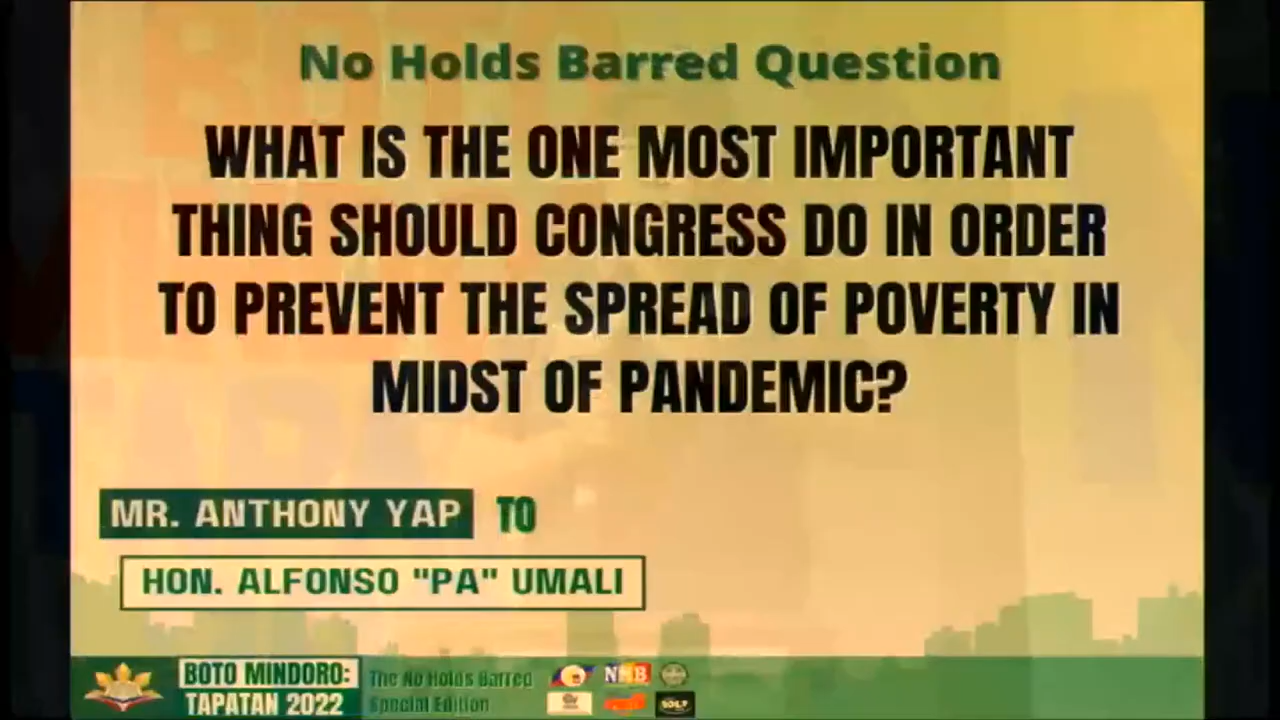 No Holds Barred Question
WHAT IS THE ONE MOST IMPORTANT
THING SHOULD CONGRESS DO IN ORDER
TO PREVENT THE SPREAD OF POVERTY IN
MIDST OF PANDEMIC?
MR. ANTHONY YAP TO
HON. ALFONSO "PA" UMALI
BOTO MINDORO:
TAPATAN 2022
The No Holds Barred
Special Edition
NHB